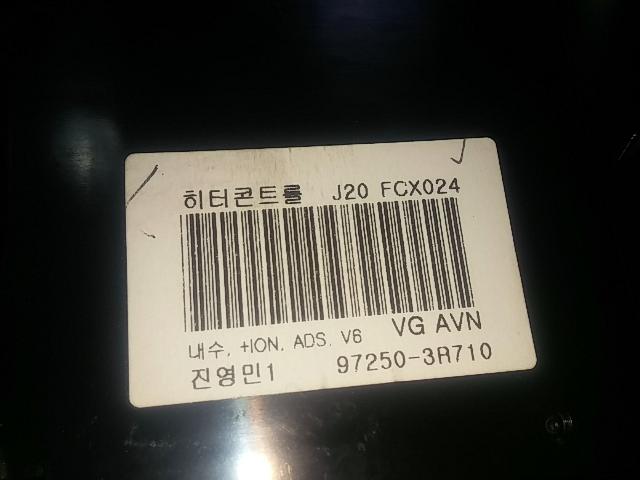 히터콘트롤 J20 FCX024
내수, +ION, ADS, V6 VG AVN
진영민1 97250-3R710